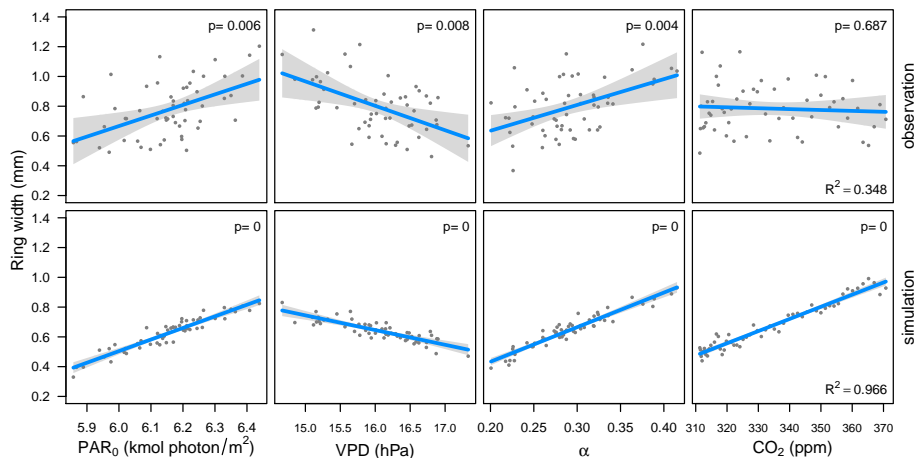 p= 0.006
p= 0.008
p= 0.004
p= 0.687
R² = 0.348
observation
1.4
1.2
1.0
0.8
0.6
0.4
0.2
Ring width (mm)
p= 0
p= 0
p= 0
p= 0
R² = 0.966
simulation
1.4
1.2
1.0
0.8
0.6
0.4
0.2
5.9 6.0 6.1 6.2 6.3 6.4
15.0 15.5 16.0 16.5 17.0
0.20 0.25 0.30 0.35 0.40
310 320 330 340 350 360 370
PAR₀ (kmol photon/m²)
VPD (hPa)
α
CO₂ (ppm)